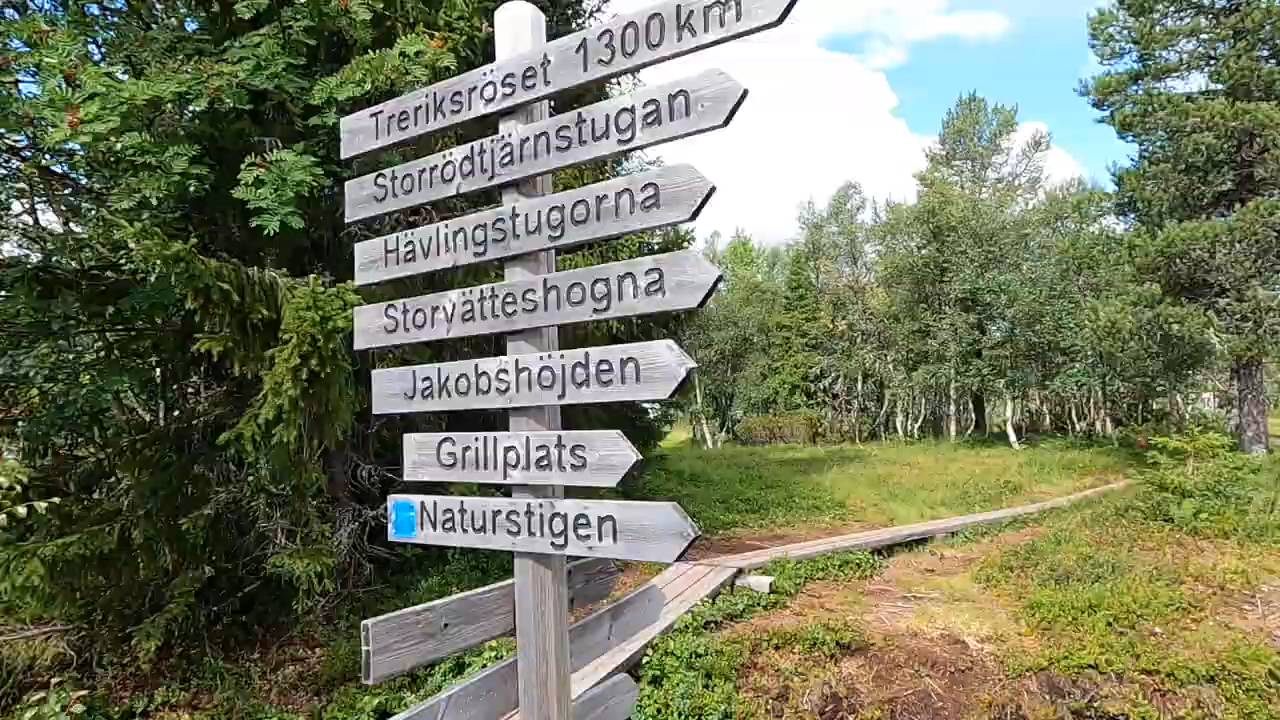 Treriksröset 1300 km
Storrödtjärnstugan
Hävlingstugorna
Storvätteshogna
Jakobshöjden
Grillplats
Naturstigen